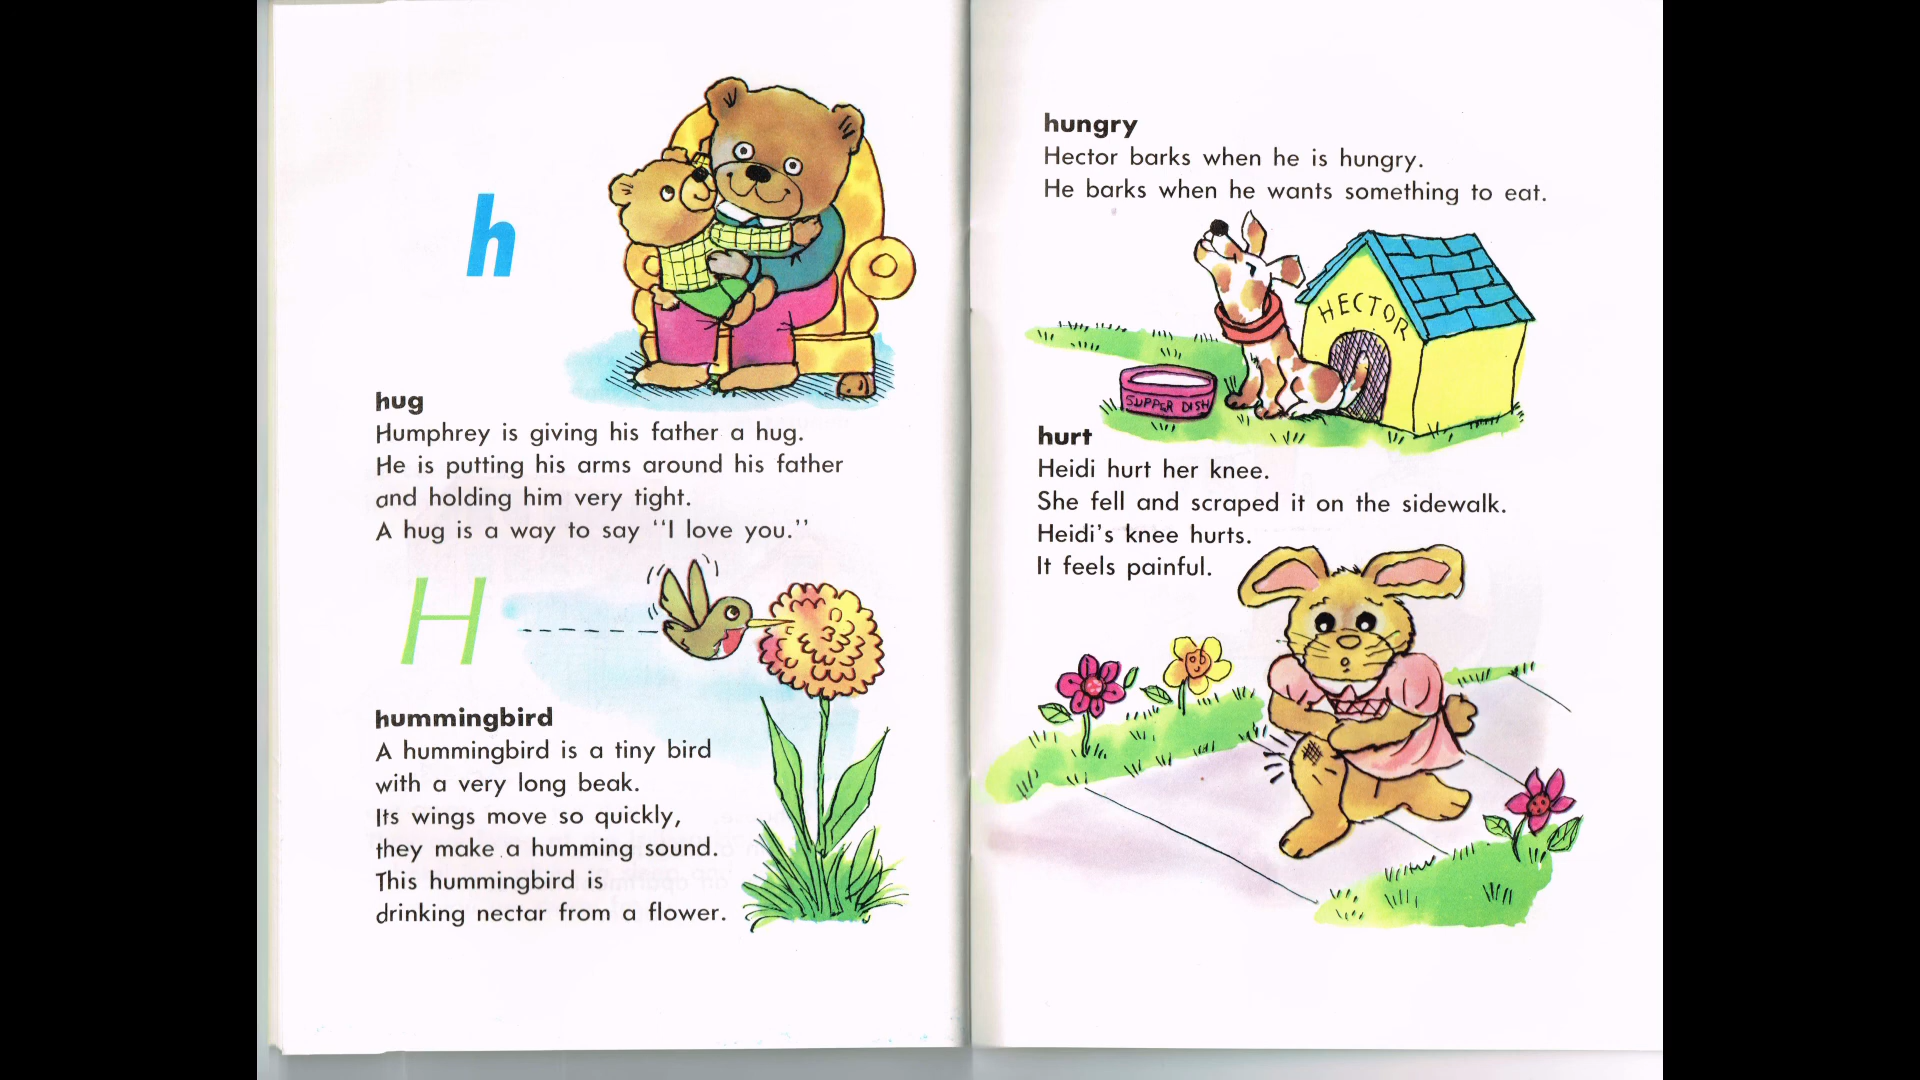 h
hug
Humphrey is giving his father a hug.
He is putting his arms around his father
and holding him very tight.
A hug is a way to say "I love you."
H
hummingbird
A hummingbird is a tiny bird
with a very long beak.
Its wings move so quickly,
they make a humming sound.
This hummingbird is
drinking nectar from a flower.
hungry
Hector barks when he is hungry.
He barks when he wants something to eat.
HECTOR
SUPPER DISH
hurt
Heidi hurt her knee.
She fell and scraped it on the sidewalk.
Heidi's knee hurts.
It feels painful.